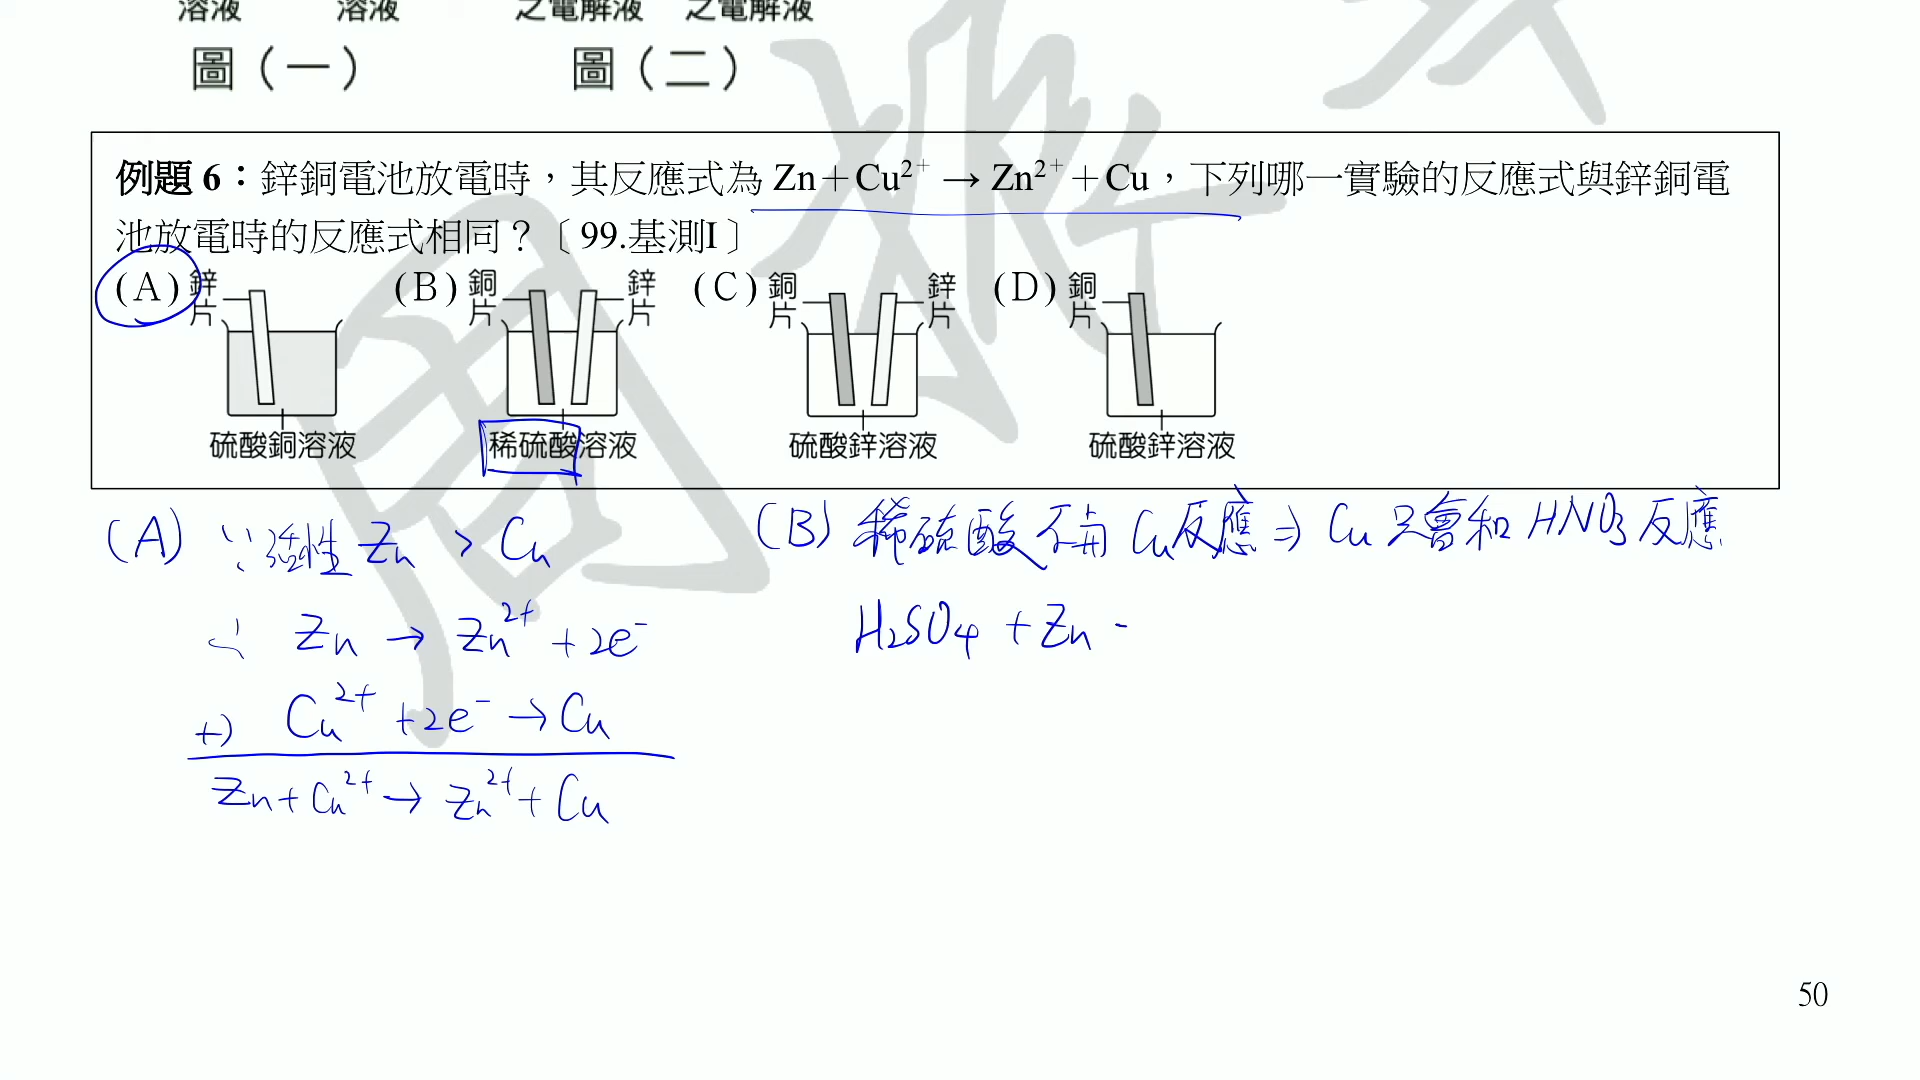 溶液 溶液 之電解液 之電解液
圖（一） 圖（二）
例題 6：鋅銅電池放電時，其反應式為 Zn＋Cu²⁺ → Zn²⁺＋Cu，下列哪一實驗的反應式與鋅銅電
池放電時的反應式相同？〔 99.基測I 〕
(A) 鋅片 (B) 銅片 鋅片 (C) 銅片 鋅片 (D) 銅片
硫酸銅溶液 稀硫酸溶液 硫酸鋅溶液 硫酸鋅溶液
(A) ∵ 活性 Zn > Cu
∴ Zn → Zn²⁺ + 2e⁻
+) Cu²⁺ + 2e⁻ → Cu
Zn + Cu²⁺ → Zn²⁺ + Cu
(B) 稀硫酸不與 Cu 反應 ⇒ Cu 只會和 HNO₃ 反應
H₂SO₄ + Zn -
50